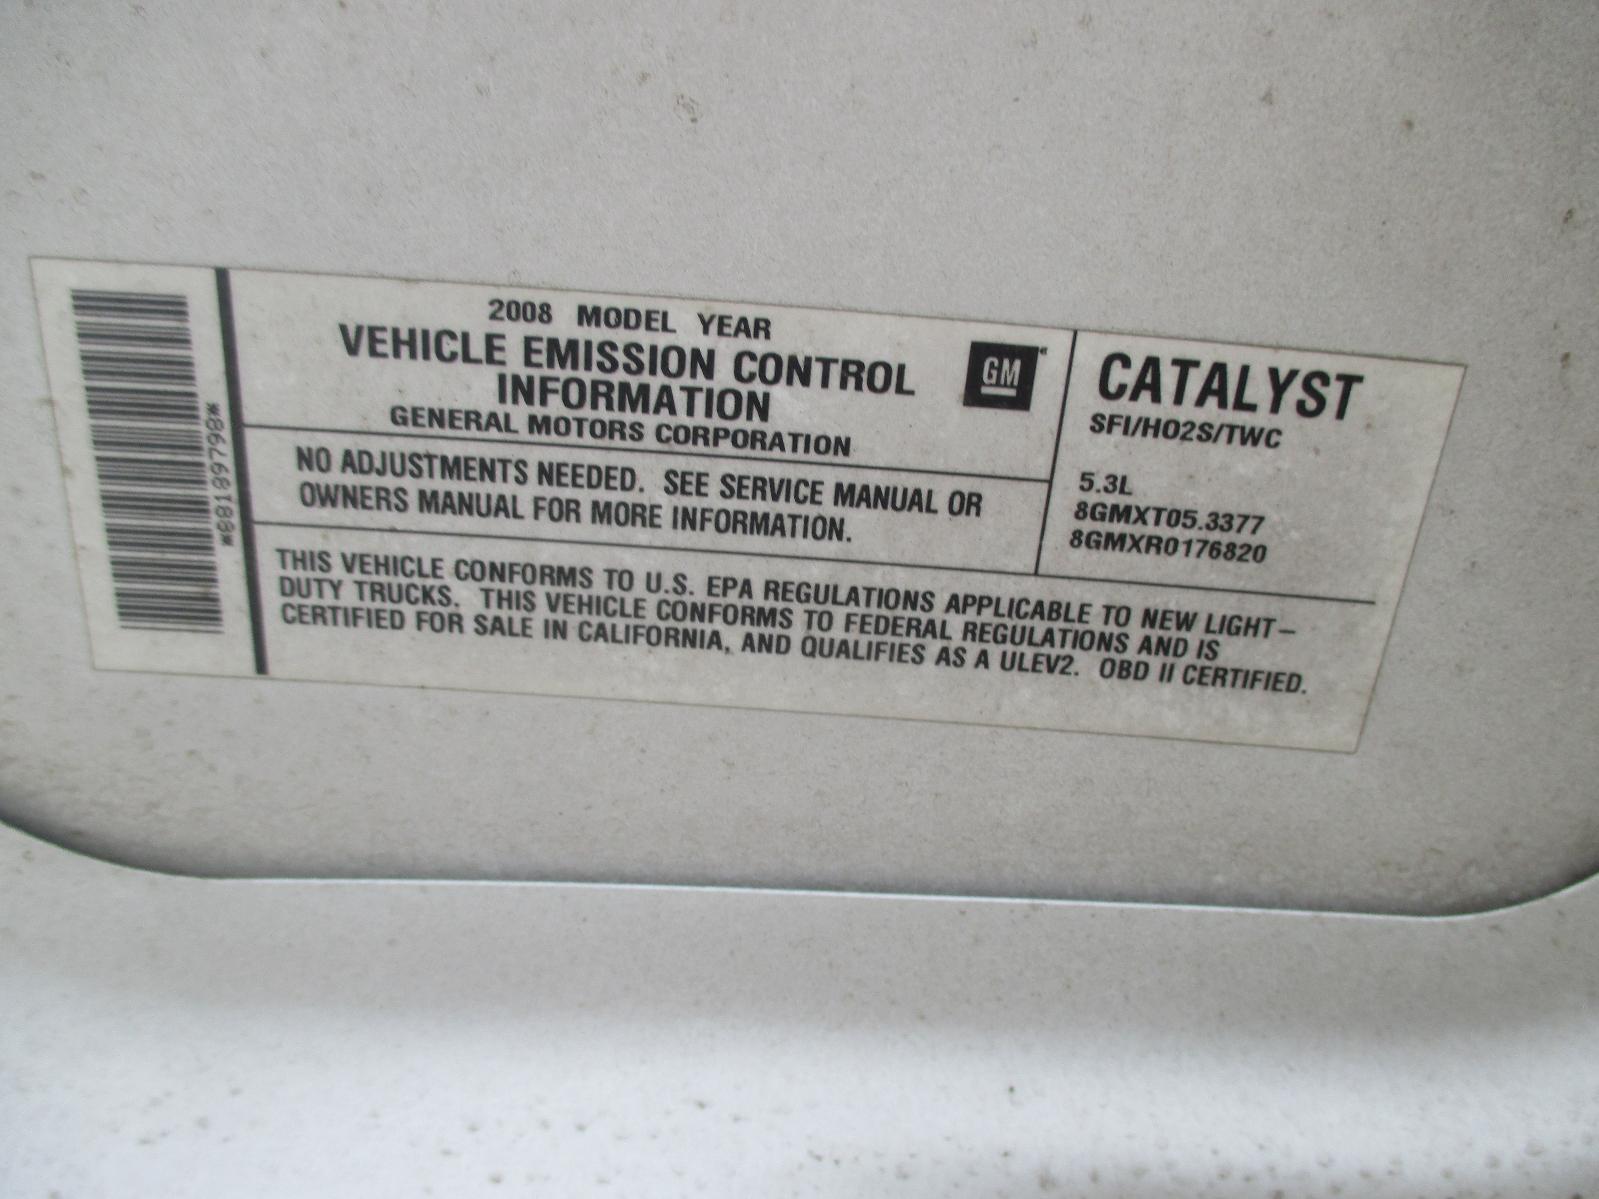 *88189798*
2008 MODEL YEAR
VEHICLE EMISSION CONTROL
INFORMATION
GENERAL MOTORS CORPORATION
GM
NO ADJUSTMENTS NEEDED. SEE SERVICE MANUAL OR
OWNERS MANUAL FOR MORE INFORMATION.
CATALYST
SFI/HO2S/TWC
5.3L
8GMXT05.3377
8GMXR0176820
THIS VEHICLE CONFORMS TO U.S. EPA REGULATIONS APPLICABLE TO NEW LIGHT-
DUTY TRUCKS. THIS VEHICLE CONFORMS TO FEDERAL REGULATIONS AND IS
CERTIFIED FOR SALE IN CALIFORNIA, AND QUALIFIES AS A ULEV2. OBD II CERTIFIED.